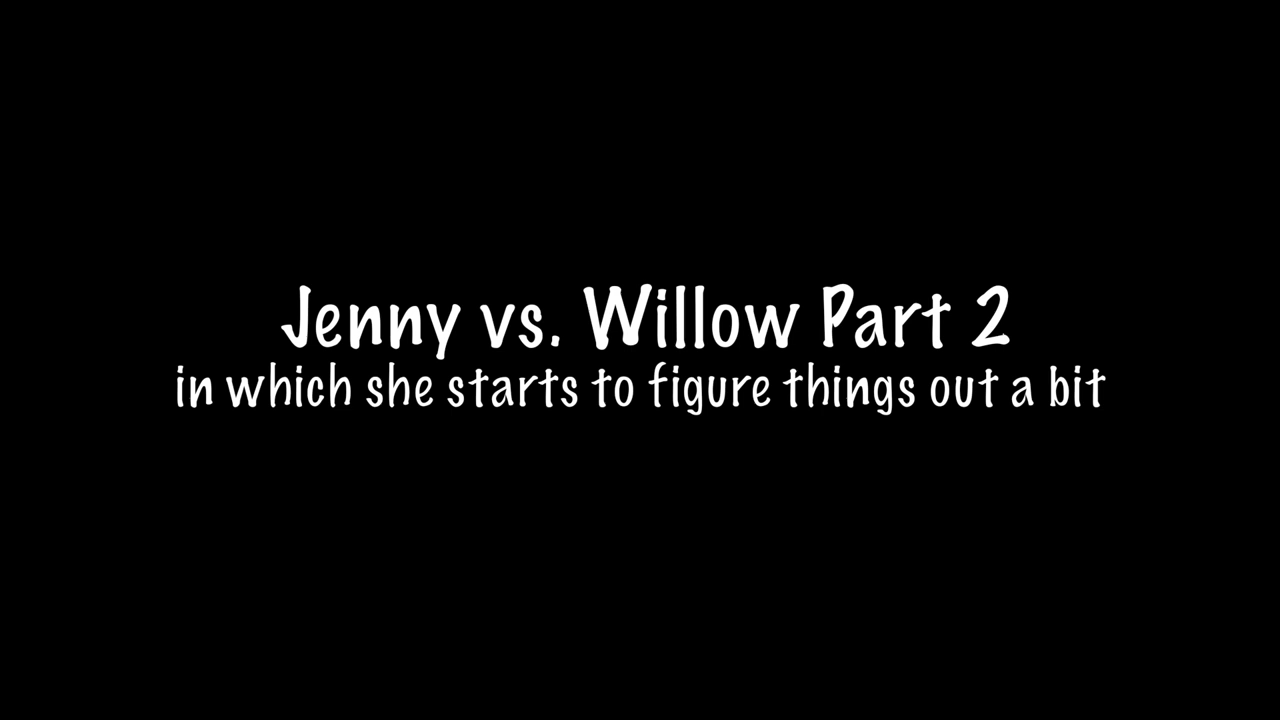 Jenny vs. Willow Part 2
in which she starts to figure things out a bit